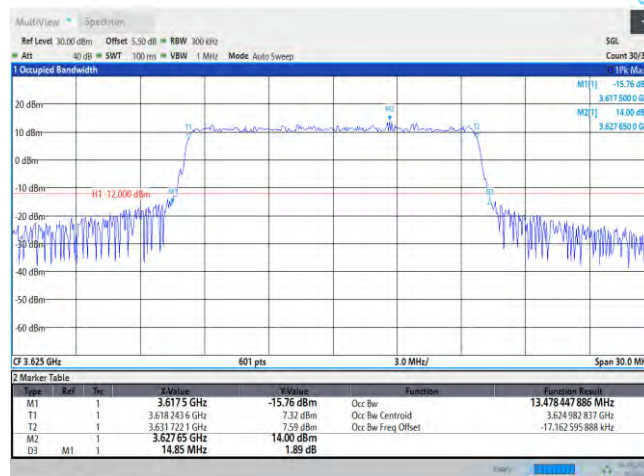 MultiView Spectrum
Ref Level 30.00 dBm Offset 5.50 dB RBW 300 kHz SGL
Att 40 dB SWT 100 ms VBW 1 MHz Mode Auto Sweep Count 30/3
1 Occupied Bandwidth 1Pk Ma
M1[1] -15.76 dB
3.617 500 0 G
M2[1] 14.00 dB
3.627 650 0 G
20 dBm
M2
T1 T2
10 dBm
0 dBm
-10 dBm
H1 -12.000 dBm
M1 D3
-20 dBm
-30 dBm
-40 dBm
-50 dBm
-60 dBm
CF 3.625 GHz 601 pts 3.0 MHz/ Span 30.0 MH
2 Marker Table
Type Ref Trc X-Value Y-Value Function Function Result
M1 1 3.617 5 GHz -15.76 dBm Occ Bw 13.478 447 886 MHz
T1 1 3.618 243 6 GHz 7.32 dBm Occ Bw Centroid 3.624 982 837 GHz
T2 1 3.631 722 1 GHz 7.59 dBm Occ Bw Freq Offset -17.162 595 888 kHz
M2 1 3.627 65 GHz 14.00 dBm
D3 M1 1 14.85 MHz 1.89 dB